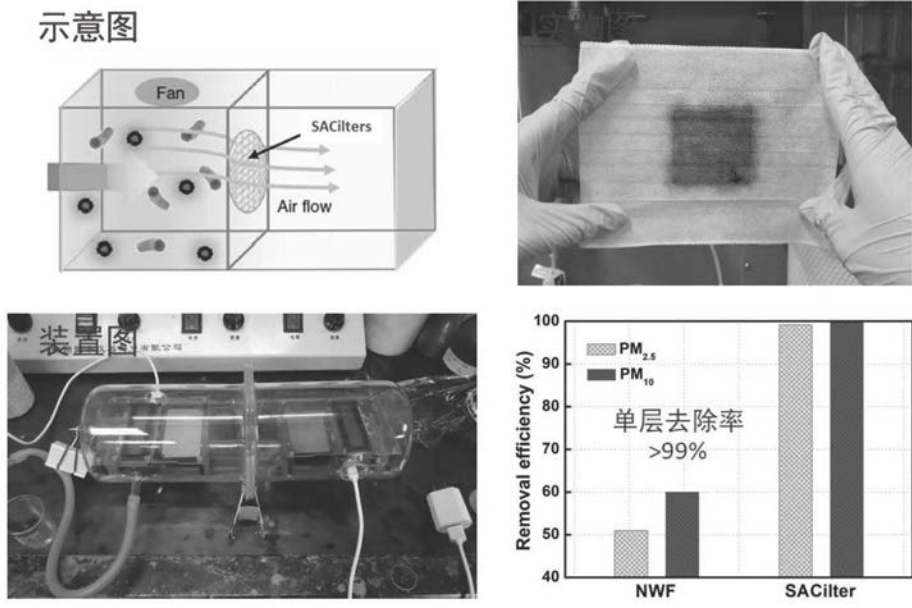 示意图
Fan
SACilters
Air flow
装置图
有限公司
Removal efficiency (%)
100
90
80
70
60
50
40
PM2.5
PM10
单层去除率
>99%
NWF
SACilter